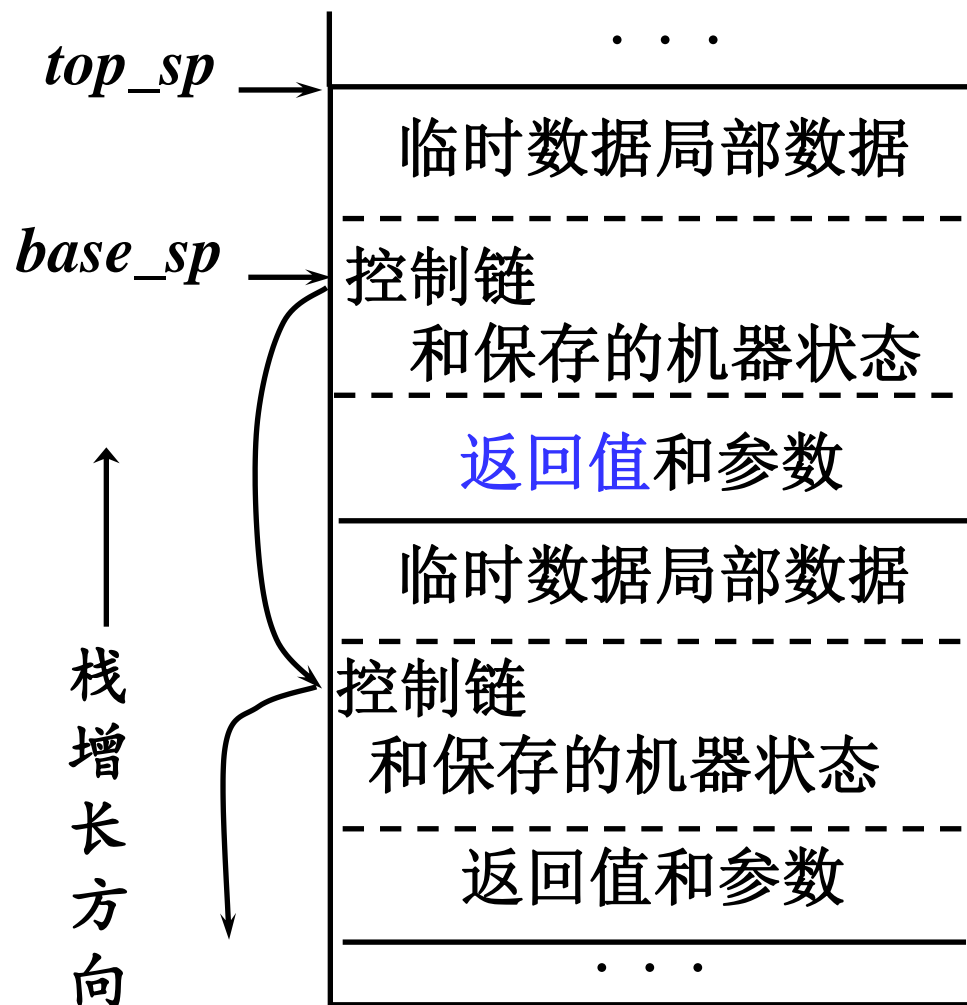 . . .
top_sp
临时数据局部数据
base_sp
控制链
和保存的机器状态
返回值和参数
临时数据局部数据
控制链
和保存的机器状态
返回值和参数
. . .
栈增长方向